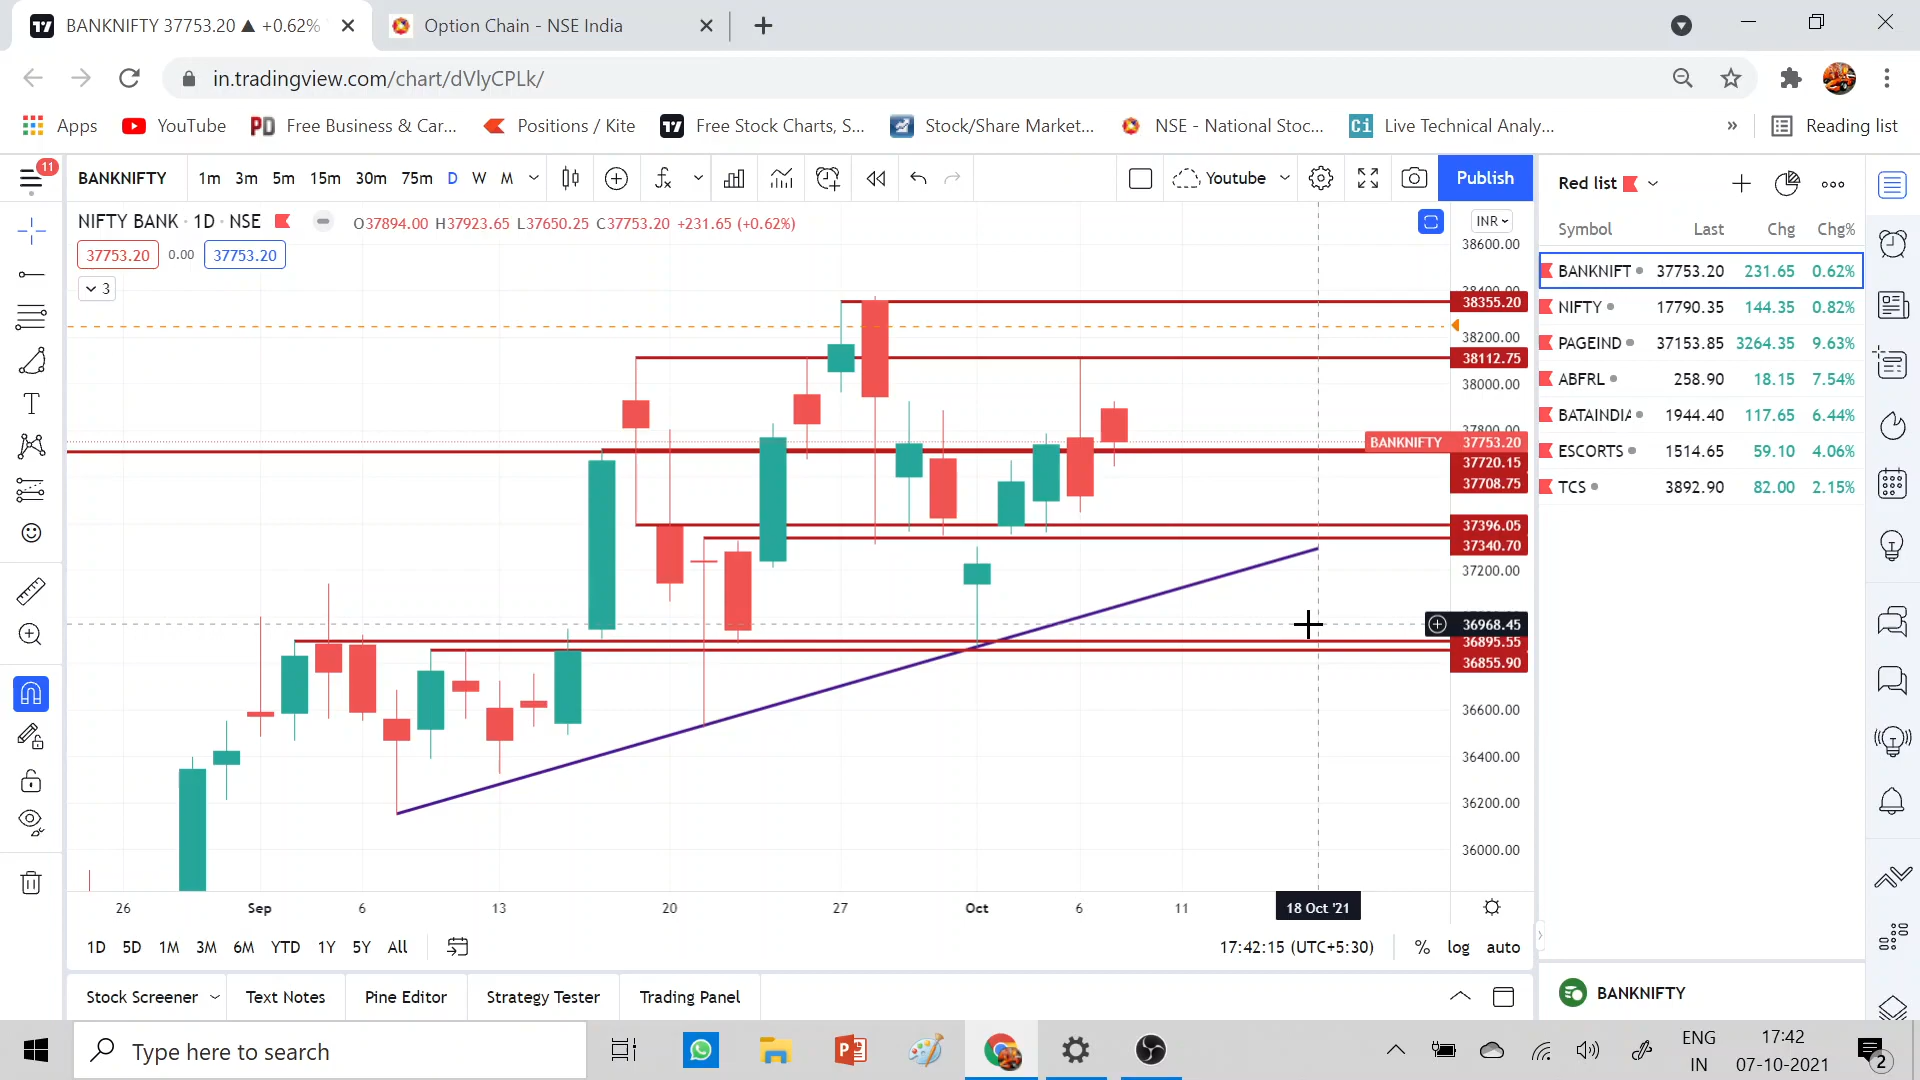 BANKNIFTY 37753.20 ▲ +0.62%
Option Chain - NSE India
in.tradingview.com/chart/dVlyCPLk/
Apps YouTube PD Free Business & Car... Positions / Kite Free Stock Charts, S... Stock/Share Market... NSE - National Stoc... Ci Live Technical Analy... » Reading list
11
BANKNIFTY 1m 3m 5m 15m 30m 75m D W M Youtube Publish
NIFTY BANK · 1D · NSE O37894.00 H37923.65 L37650.25 C37753.20 +231.65 (+0.62%)
37753.20 0.00 37753.20
3
INR
38600.00
38355.20
38200.00
38112.75
38000.00
BANKNIFTY 37753.20
37720.15
37708.75
37396.05
37340.70
37200.00
36968.45
36895.55
36855.90
36600.00
36400.00
36200.00
36000.00
26 Sep 6 13 20 27 Oct 6 11 18 Oct '21
1D 5D 1M 3M 6M YTD 1Y 5Y All 17:42:15 (UTC+5:30) % log auto
Stock Screener Text Notes Pine Editor Strategy Tester Trading Panel
Red list
Symbol Last Chg Chg%
BANKNIFT 37753.20 231.65 0.62%
NIFTY 17790.35 144.35 0.82%
PAGEIND 37153.85 3264.35 9.63%
ABFRL 258.90 18.15 7.54%
BATAINDIA 1944.40 117.65 6.44%
ESCORTS 1514.65 59.10 4.06%
TCS 3892.90 82.00 2.15%
BANKNIFTY
Type here to search
ENG
IN
17:42
07-10-2021
2